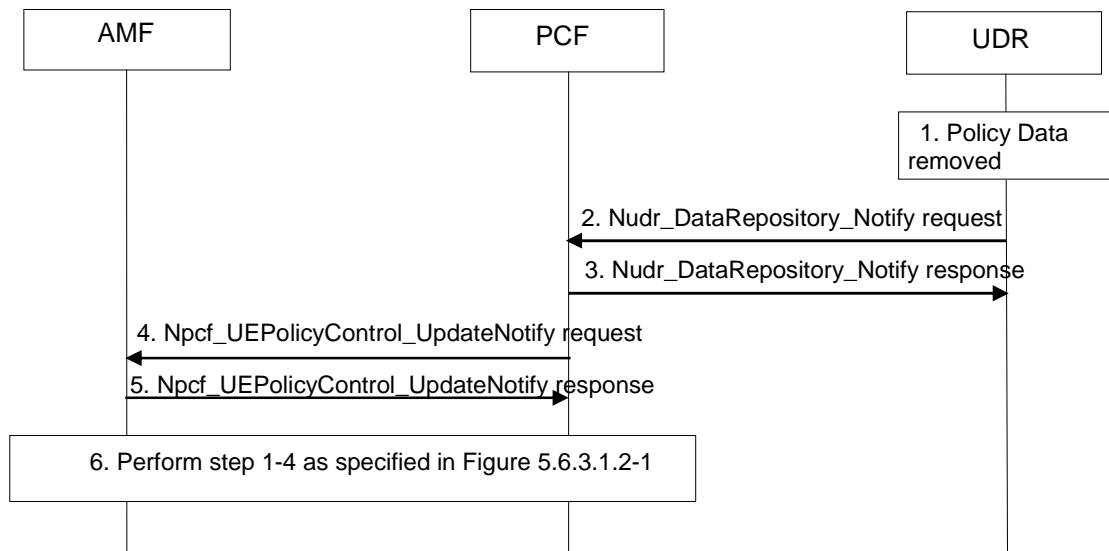 AMF
PCF
UDR
1. Policy Data
removed
2. Nudr_DataRepository_Notify request
3. Nudr_DataRepository_Notify response
4. Npcf_UEPolicyControl_UpdateNotify request
5. Npcf_UEPolicyControl_UpdateNotify response
6. Perform step 1-4 as specified in Figure 5.6.3.1.2-1